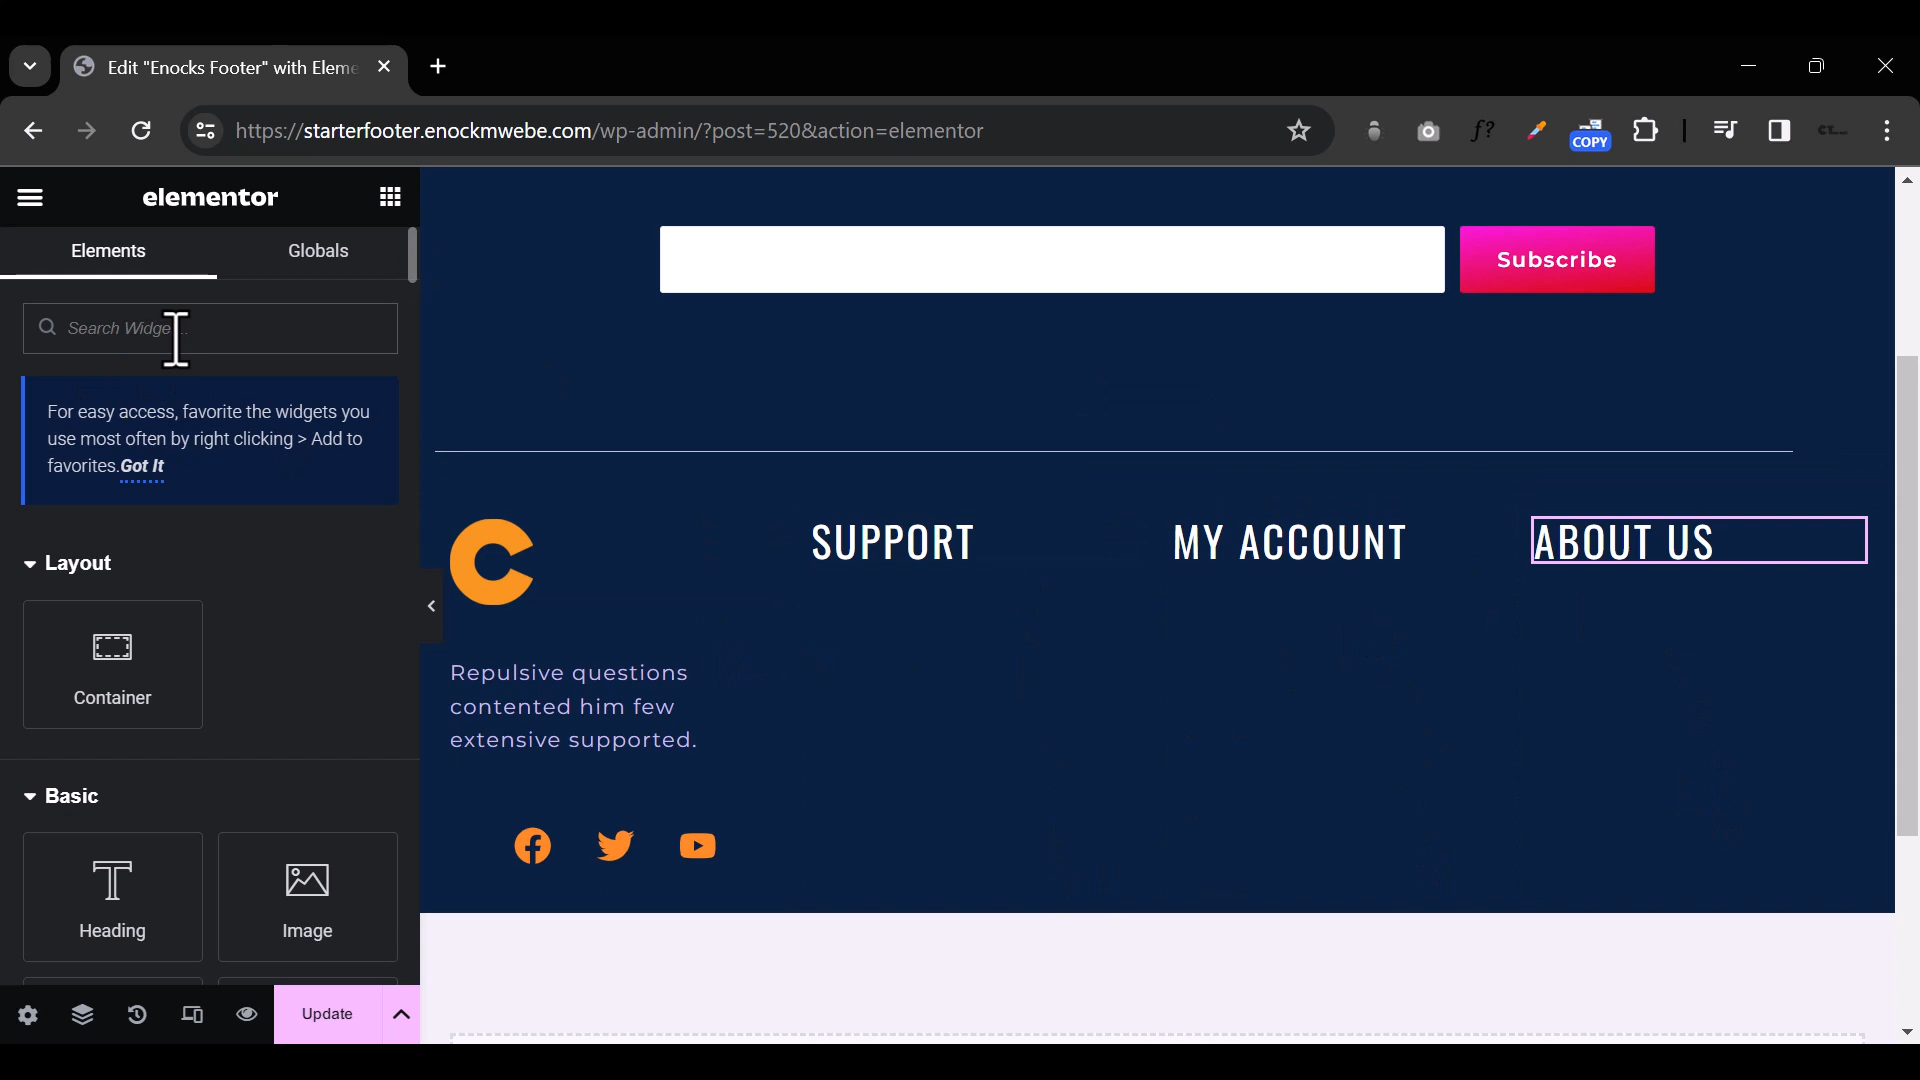 Edit "Enocks Footer" with Eleme
https://starterfooter.enockmwebe.com/wp-admin/?post=520&action=elementor
f?
COPY
elementor
Elements
Globals
Search Widge...
For easy access, favorite the widgets you
use most often by right clicking > Add to
favorites.Got It
Layout
Container
Basic
Heading
Image
Update
Subscribe
SUPPORT
MY ACCOUNT
ABOUT US
Repulsive questions
contented him few
extensive supported.